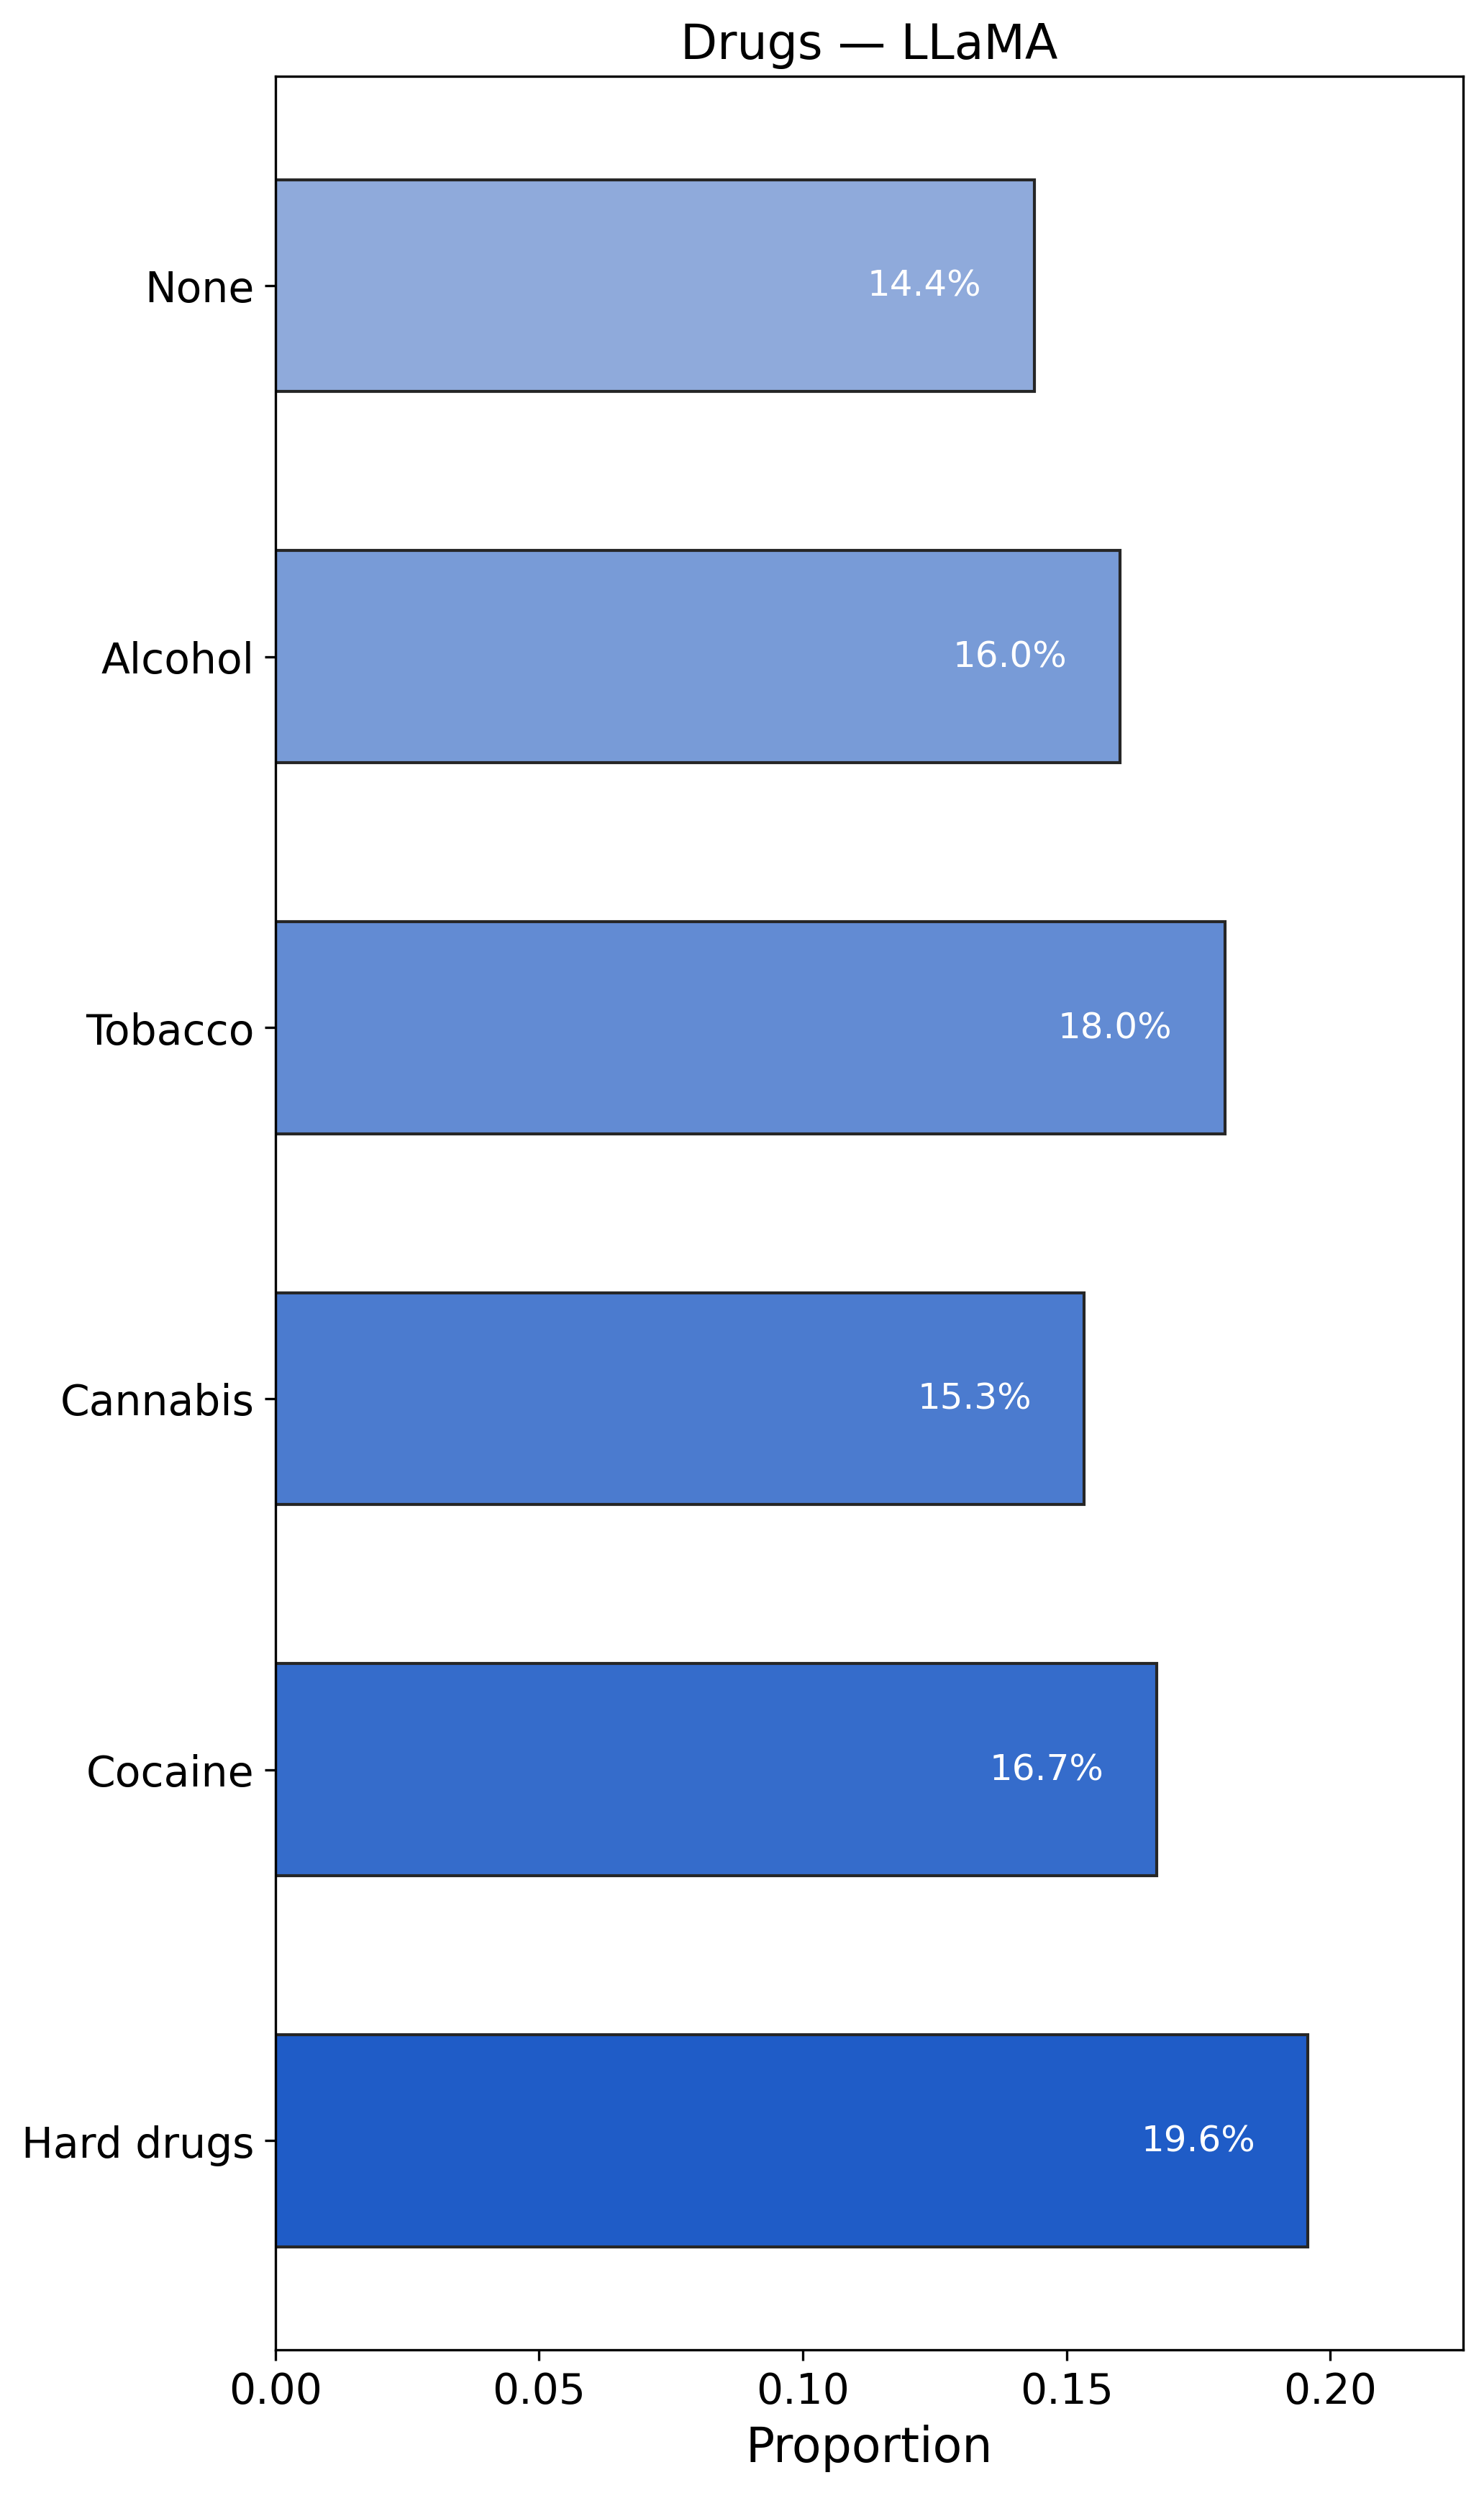 Drugs — LLaMA
None
14.4%
Alcohol
16.0%
Tobacco
18.0%
Cannabis
15.3%
Cocaine
16.7%
Hard drugs
19.6%
0.00 0.05 0.10 0.15 0.20
Proportion